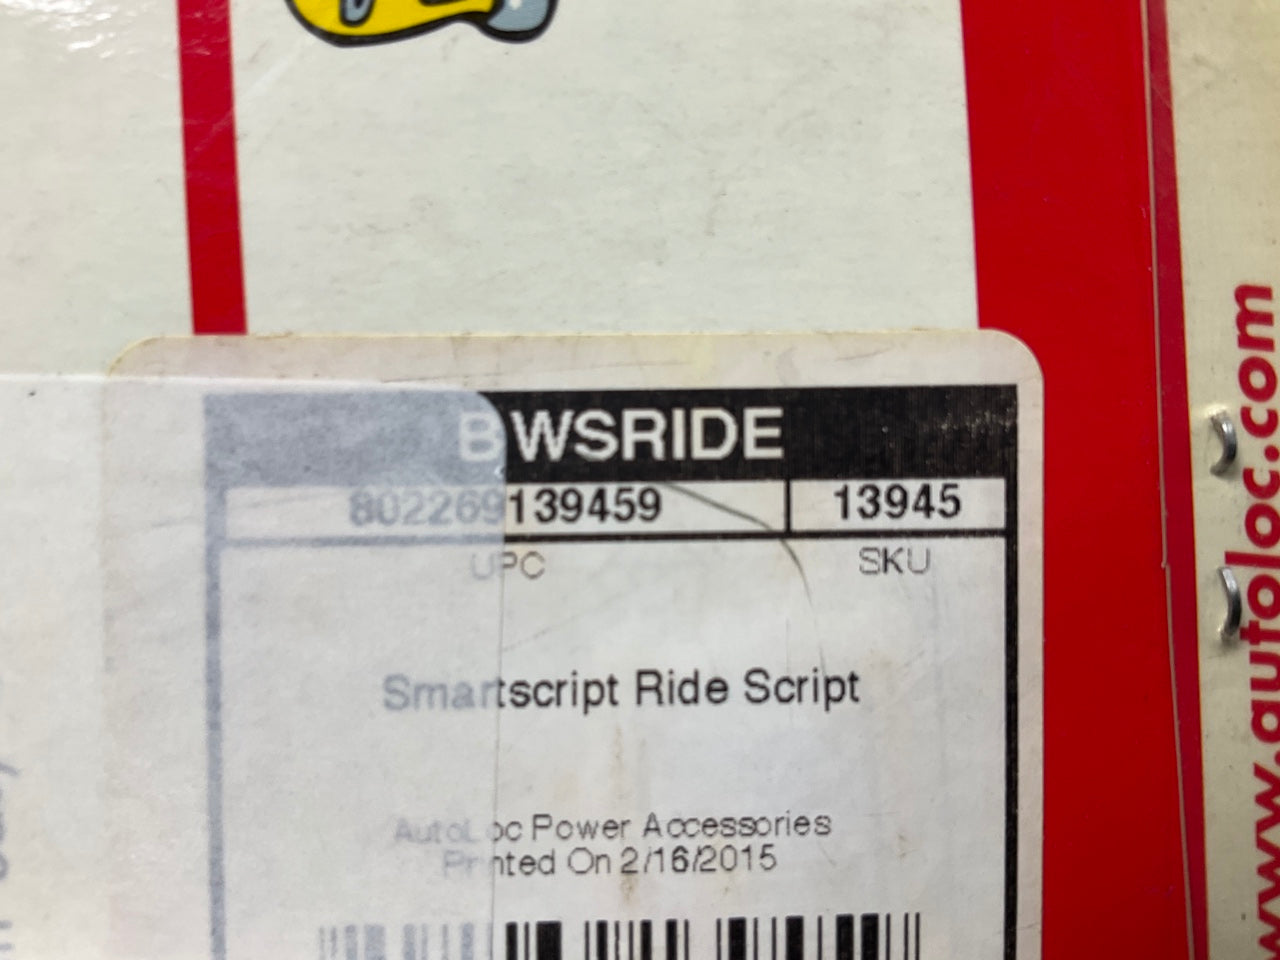 BWSRIDE
802269139459 13945
UPC SKU
Smartscript Ride Script
AutoLoc Power Accessories
Printed On 2/16/2015
www.autoloc.com